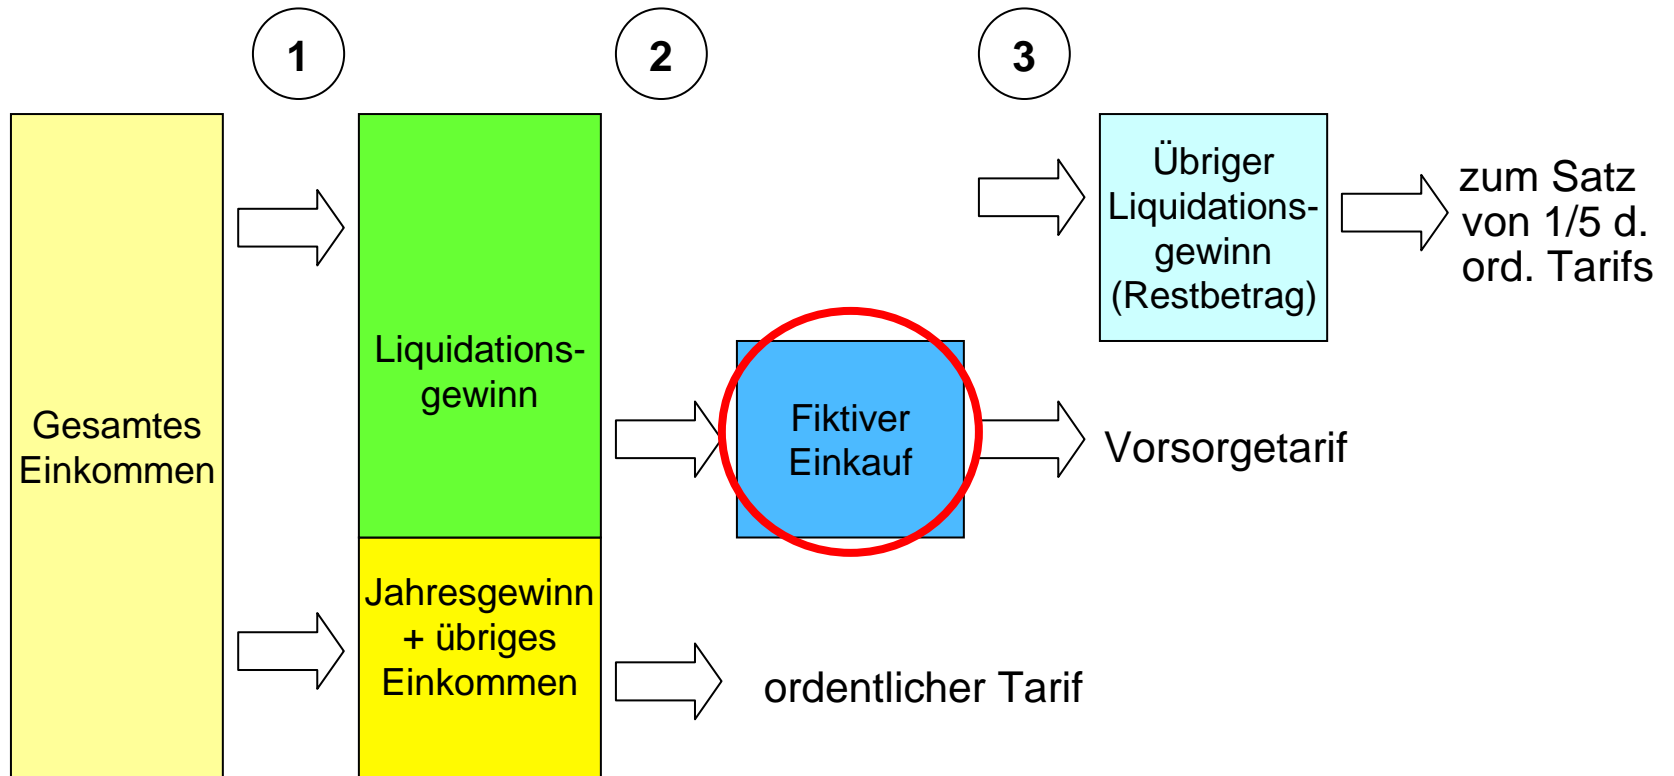 1
2
3
Gesamtes
Einkommen
Liquidations-
gewinn
Jahresgewinn
+ übriges
Einkommen
ordentlicher Tarif
Fiktiver
Einkauf
Vorsorgetarif
Übriger
Liquidations-
gewinn
(Restbetrag)
zum Satz
von 1/5 d.
ord. Tarifs